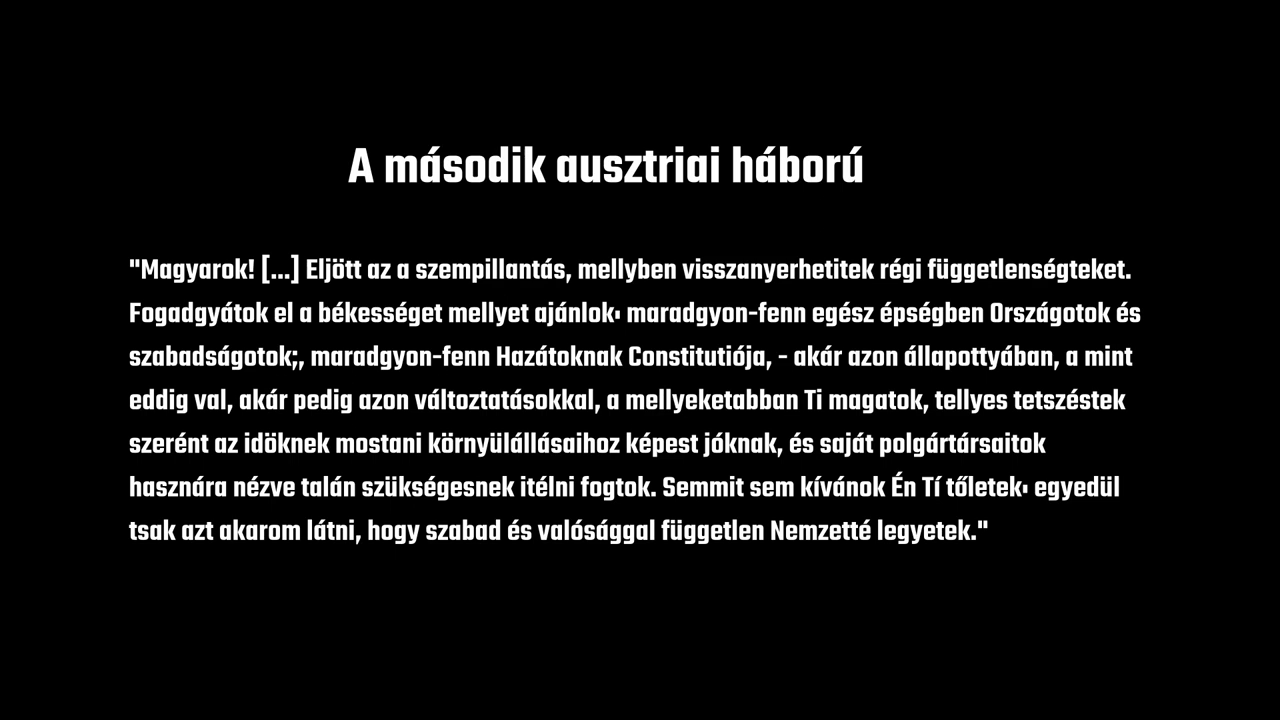 A második ausztriai háború
"Magyarok! [...] Eljött az a szempillantás, mellyben visszanyerhetitek régi függetlenségteket.
Fogadgyátok el a békességet mellyet ajánlok· maradgyon-fenn egész épségben Országotok és
szabadságotok;, maradgyon-fenn Hazátoknak Constitutiója, - akár azon állapottyában, a mint
eddig val, akár pedig azon változtatásokkal, a mellyeketabban Ti magatok, tellyes tetszéstek
szerént az idöknek mostani környülállásaihoz képest jóknak, és saját polgártársaitok
hasznára nézve talán szükségesnek itélni fogtok. Semmit sem kívánok Én Tí tőletek· egyedül
tsak azt akarom látni, hogy szabad és valósággal független Nemzetté legyetek."